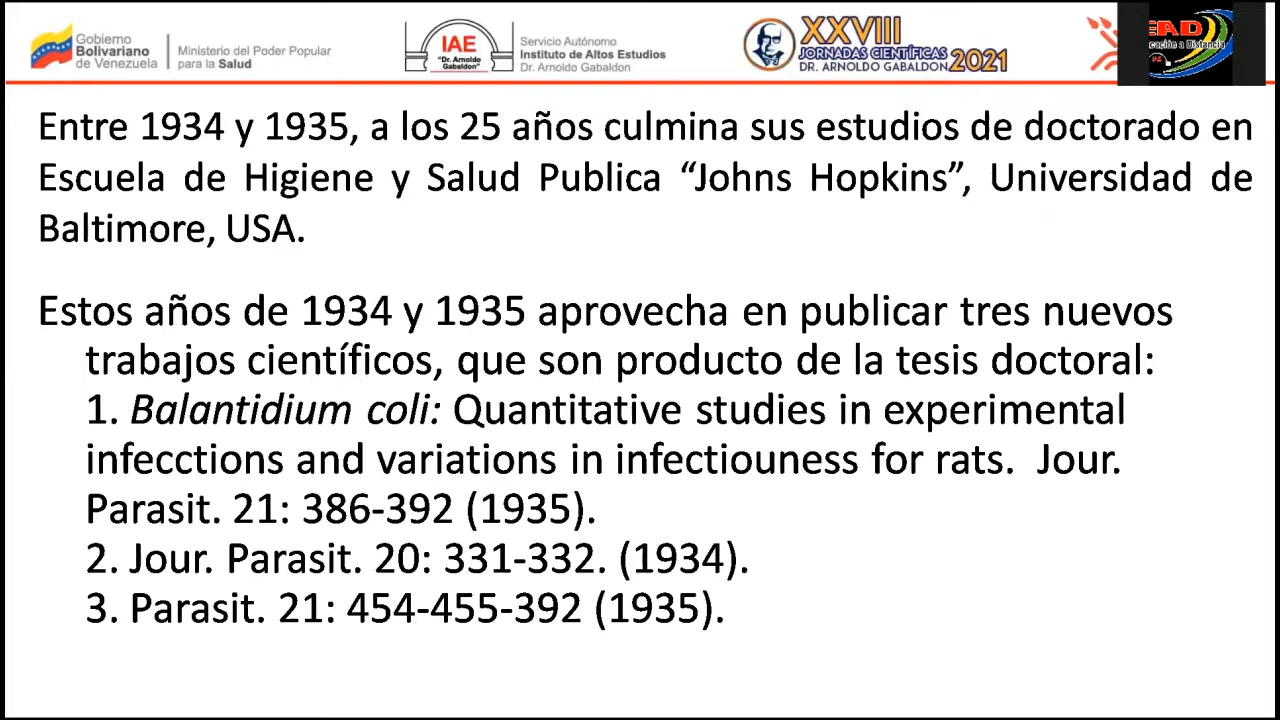 Gobierno
Bolivariano
de Venezuela
Ministerio del Poder Popular
para la Salud
IAE
"Dr. Arnoldo
Gabaldon"
Servicio Autónomo
Instituto de Altos Estudios
Dr. Arnoldo Gabaldon
XXVIII
JORNADAS CIENTÍFICAS
DR. ARNOLDO GABALDON
2021
EAD
cación a Distancia
Entre 1934 y 1935, a los 25 años culmina sus estudios de doctorado en
Escuela de Higiene y Salud Publica “Johns Hopkins”, Universidad de
Baltimore, USA.
Estos años de 1934 y 1935 aprovecha en publicar tres nuevos
trabajos científicos, que son producto de la tesis doctoral:
1. Balantidium coli: Quantitative studies in experimental
infecctions and variations in infectiouness for rats. Jour.
Parasit. 21: 386-392 (1935).
2. Jour. Parasit. 20: 331-332. (1934).
3. Parasit. 21: 454-455-392 (1935).